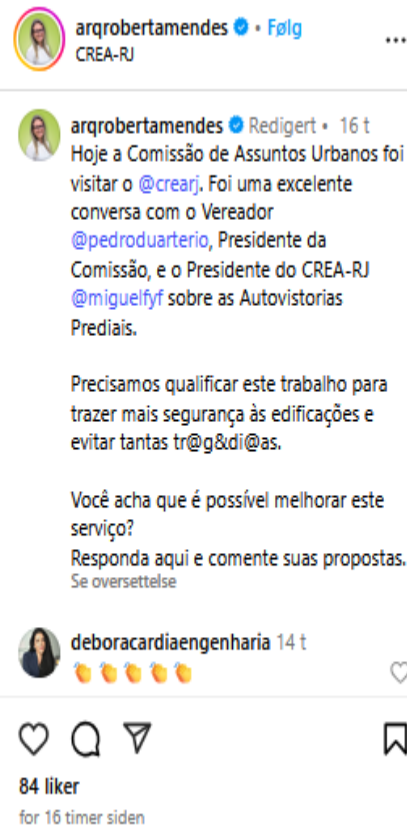 arqrobertamendes • Følg
CREA-RJ
arqrobertamendes Redigert • 16 t
Hoje a Comissão de Assuntos Urbanos foi
visitar o @crearj. Foi uma excelente
conversa com o Vereador
@pedroduarterio, Presidente da
Comissão, e o Presidente do CREA-RJ
@miguelfyf sobre as Autovistorias
Prediais.
Precisamos qualificar este trabalho para
trazer mais segurança às edificações e
evitar tantas tr@g&di@as.
Você acha que é possível melhorar este
serviço?
Responda aqui e comente suas propostas.
Se oversettelse
deboracardiaengenharia 14 t
👏👏👏👏👏
84 liker
for 16 timer siden